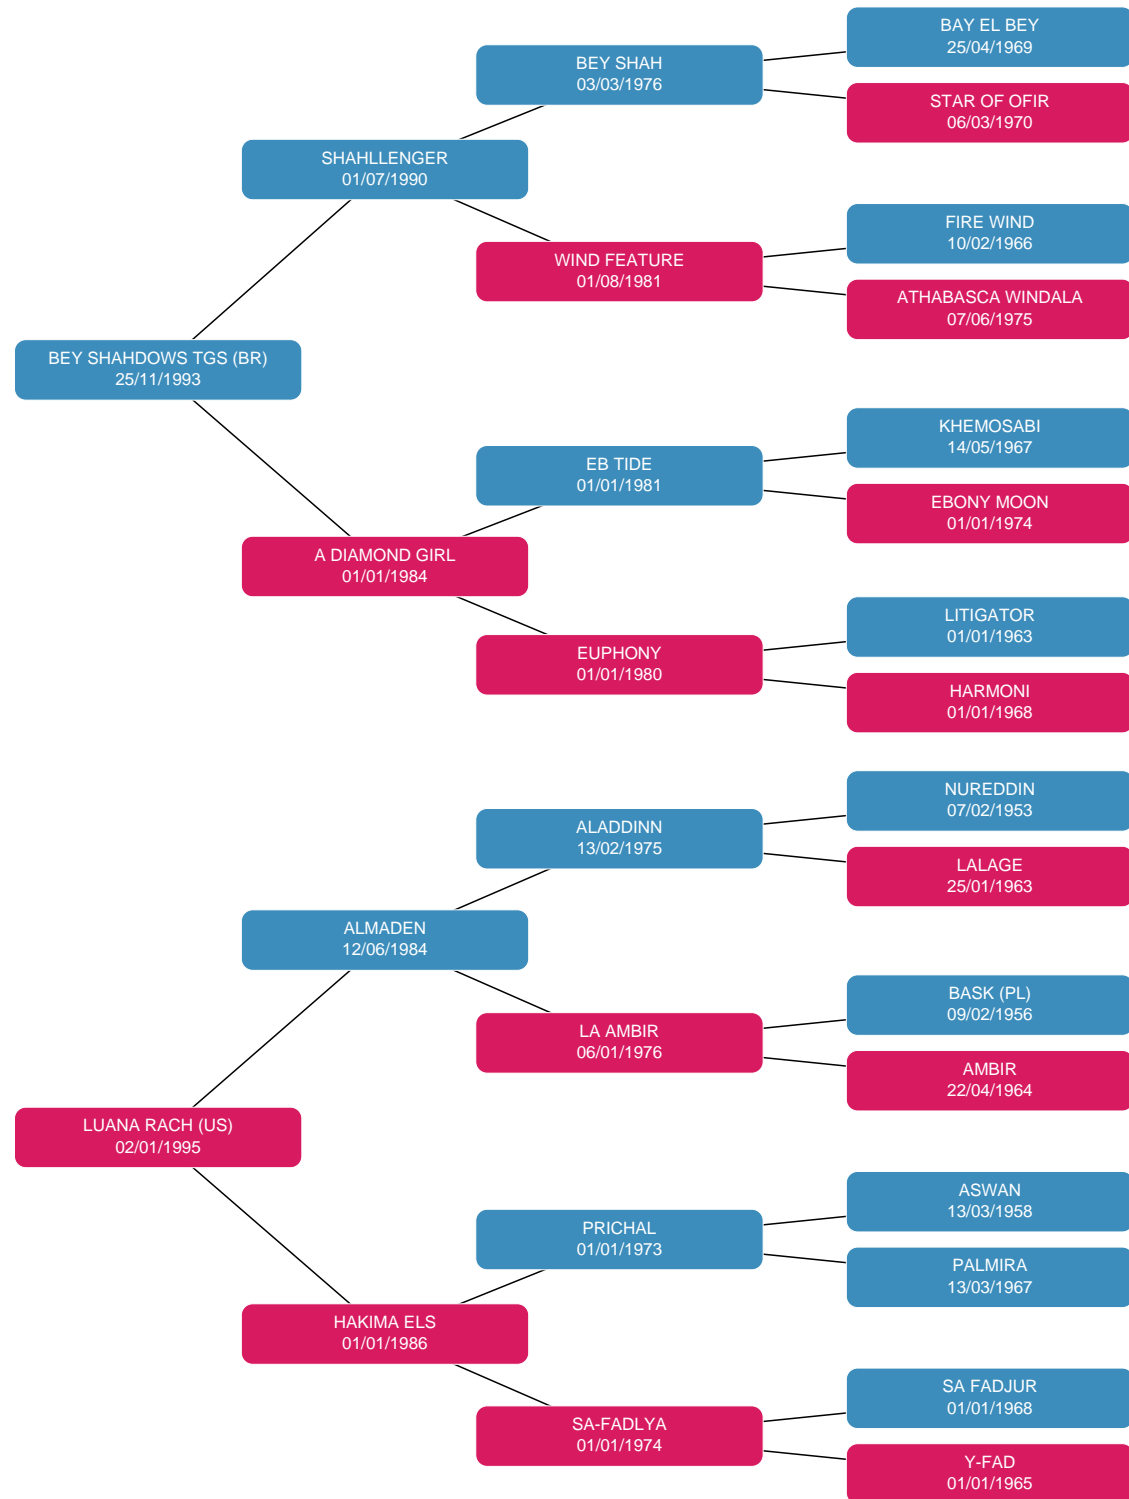 BAY EL BEY
25/04/1969
BEY SHAH
03/03/1976
STAR OF OFIR
06/03/1970
SHAHLLENGER
01/07/1990
FIRE WIND
10/02/1966
WIND FEATURE
01/08/1981
ATHABASCA WINDALA
07/06/1975
BEY SHAHDOWS TGS (BR)
25/11/1993
KHEMOSABI
14/05/1967
EB TIDE
01/01/1981
EBONY MOON
01/01/1974
A DIAMOND GIRL
01/01/1984
LITIGATOR
01/01/1963
EUPHONY
01/01/1980
HARMONI
01/01/1968
NUREDDIN
07/02/1953
ALADDINN
13/02/1975
LALAGE
25/01/1963
ALMADEN
12/06/1984
BASK (PL)
09/02/1956
LA AMBIR
06/01/1976
AMBIR
22/04/1964
LUANA RACH (US)
02/01/1995
ASWAN
13/03/1958
PRICHAL
01/01/1973
PALMIRA
13/03/1967
HAKIMA ELS
01/01/1986
SA FADJUR
01/01/1968
SA-FADLYA
01/01/1974
Y-FAD
01/01/1965